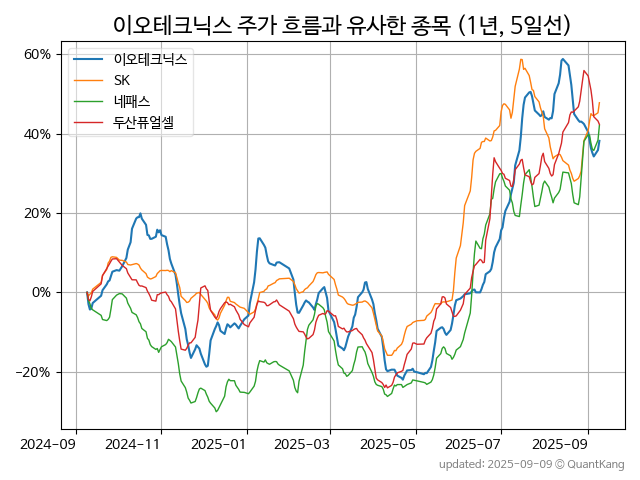 이오테크닉스 주가 흐름과 유사한 종목 (1년, 5일선)
이오테크닉스
SK
네패스
두산퓨얼셀
60%
40%
20%
0%
−20%
2024-09
2024-11
2025-01
2025-03
2025-05
2025-07
2025-09
updated: 2025-09-09 © QuantKang